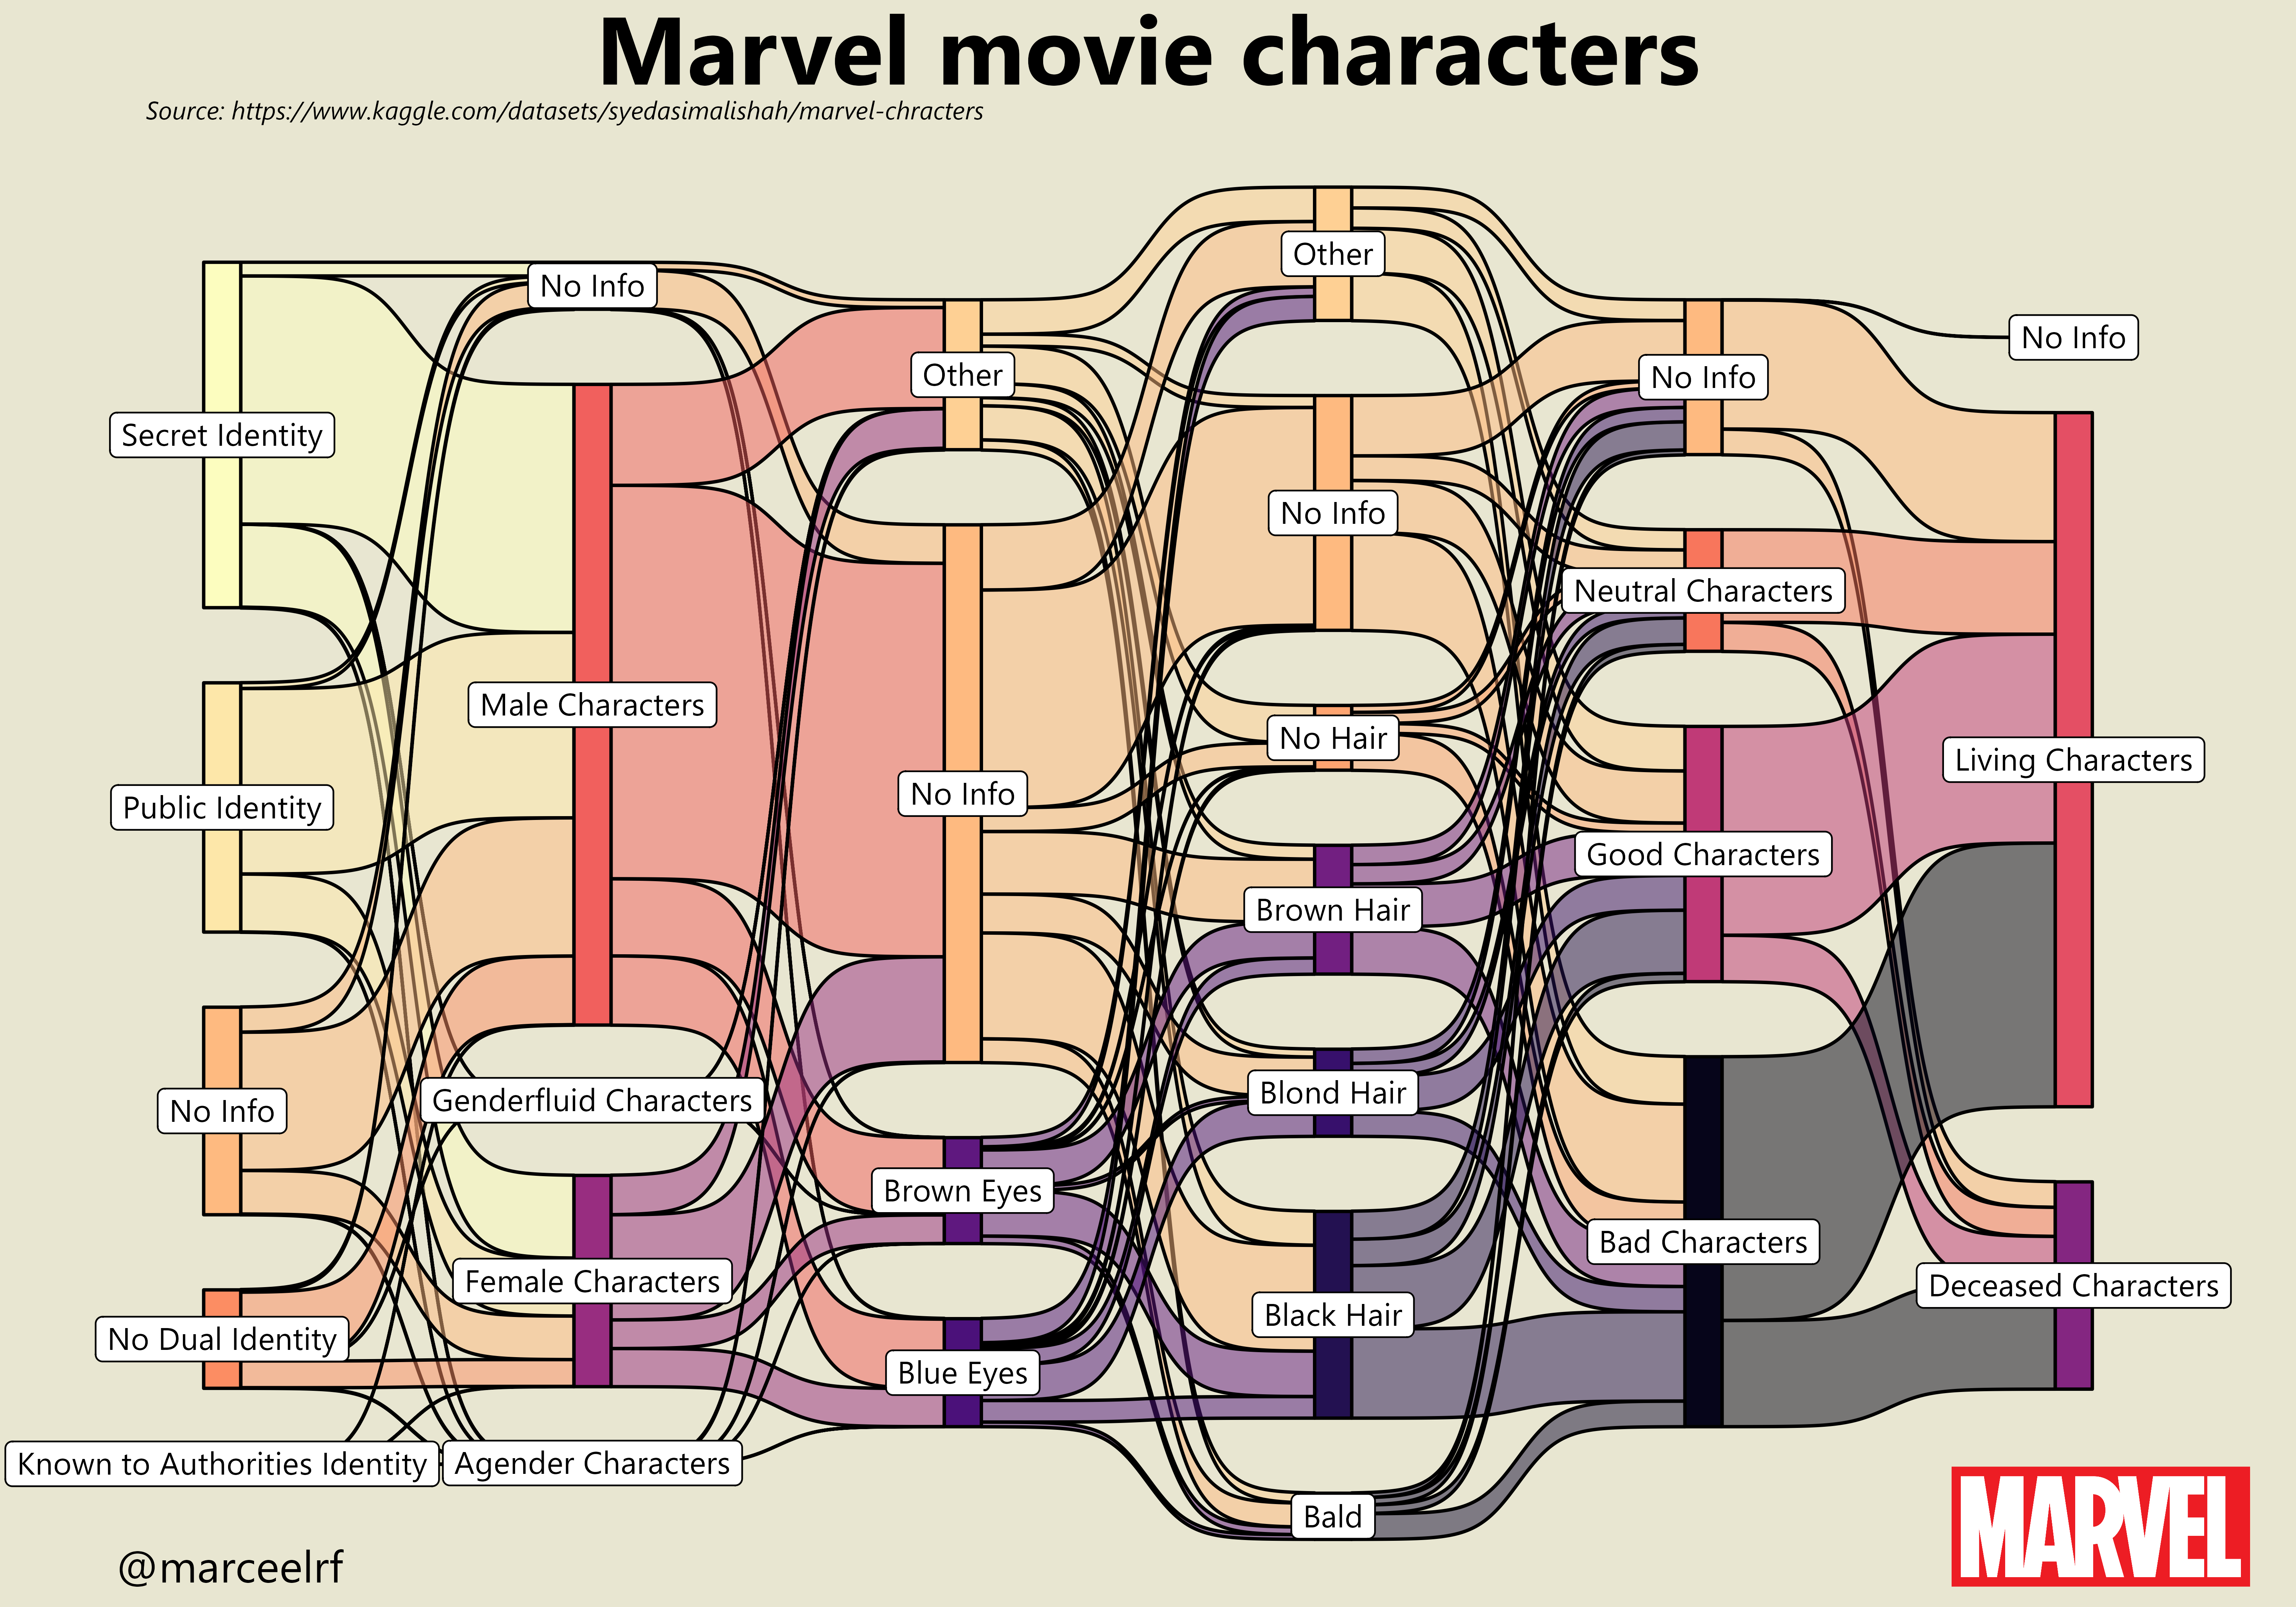 Marvel movie characters
Source: https://www.kaggle.com/datasets/syedasimalishah/marvel-chracters
Secret Identity
Public Identity
No Info
No Dual Identity
Known to Authorities Identity
No Info
Male Characters
Genderfluid Characters
Female Characters
Agender Characters
Other
No Info
Brown Eyes
Blue Eyes
Other
No Info
No Hair
Brown Hair
Blond Hair
Black Hair
Bald
No Info
Neutral Characters
Good Characters
Bad Characters
No Info
Living Characters
Deceased Characters
@marceelrf
MARVEL